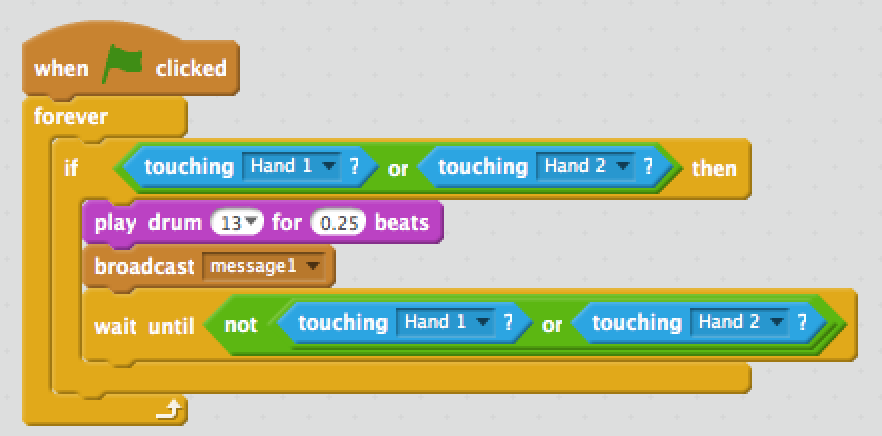 when clicked
forever
if touching Hand 1 ? or touching Hand 2 ? then
play drum 13 for 0.25 beats
broadcast message1
wait until not touching Hand 1 ? or touching Hand 2 ?